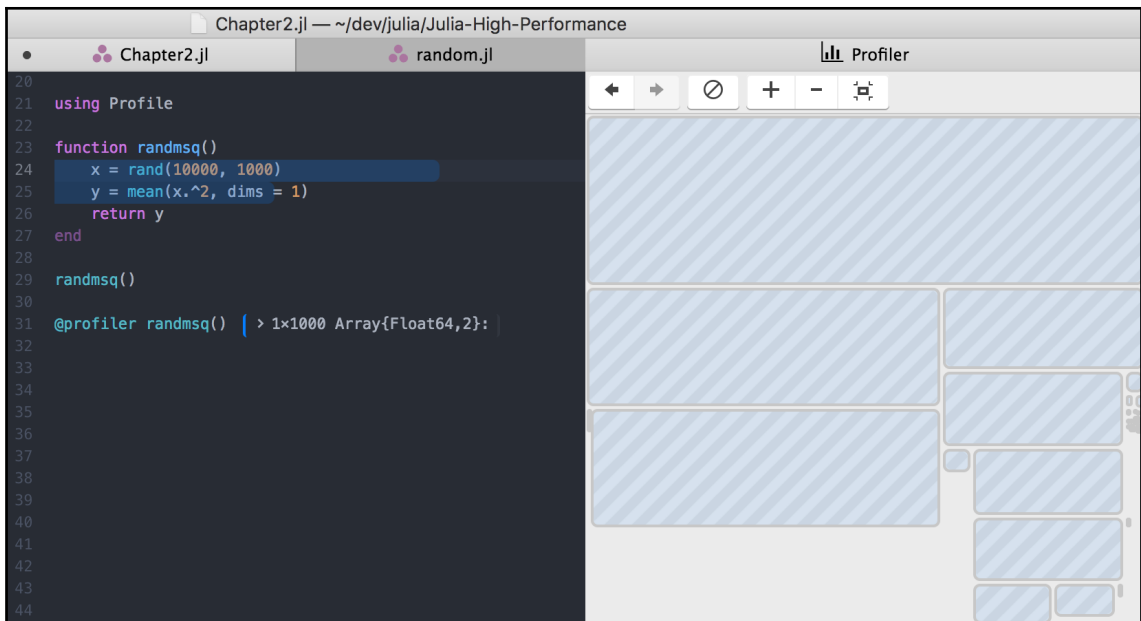 Chapter2.jl — ~/dev/julia/Julia-High-Performance
Chapter2.jl
random.jl
Profiler
20
21 using Profile
22
23 function randmsq()
24     x = rand(10000, 1000)
25     y = mean(x.^2, dims = 1)
26     return y
27 end
28
29 randmsq()
30
31 @profiler randmsq() > 1×1000 Array{Float64,2}:
32
33
34
35
36
37
38
39
40
41
42
43
44